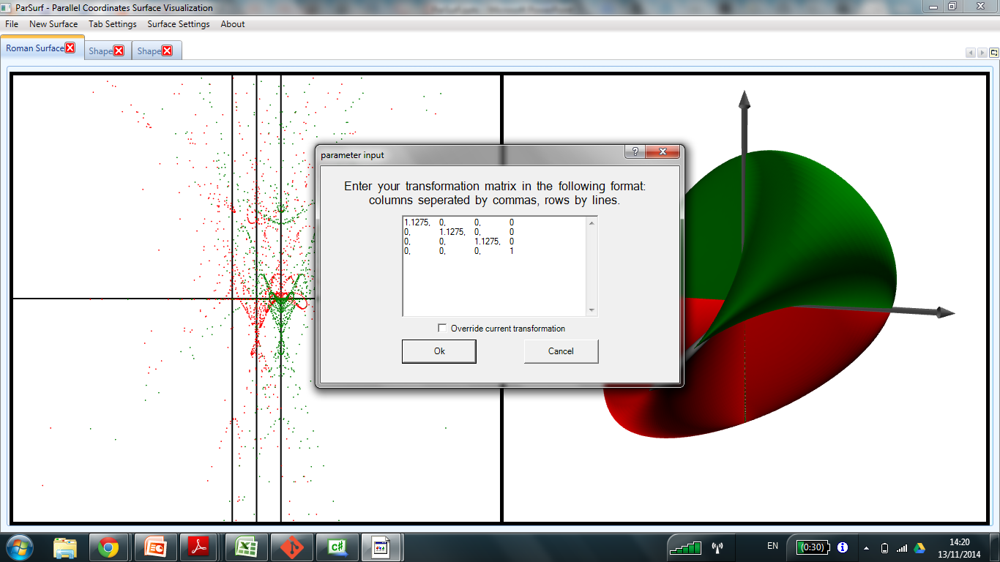 ParSurf - Parallel Coordinates Surface Visualization
File New Surface Tab Settings Surface Settings About
Roman Surface Shape Shape
parameter input
?
Enter your transformation matrix in the following format:
columns seperated by commas, rows by lines.
1.1275, 0, 0, 0
0, 1.1275, 0, 0
0, 0, 1.1275, 0
0, 0, 0, 1
Override current transformation
Ok Cancel
EN (0:30) 14:20
13/11/2014